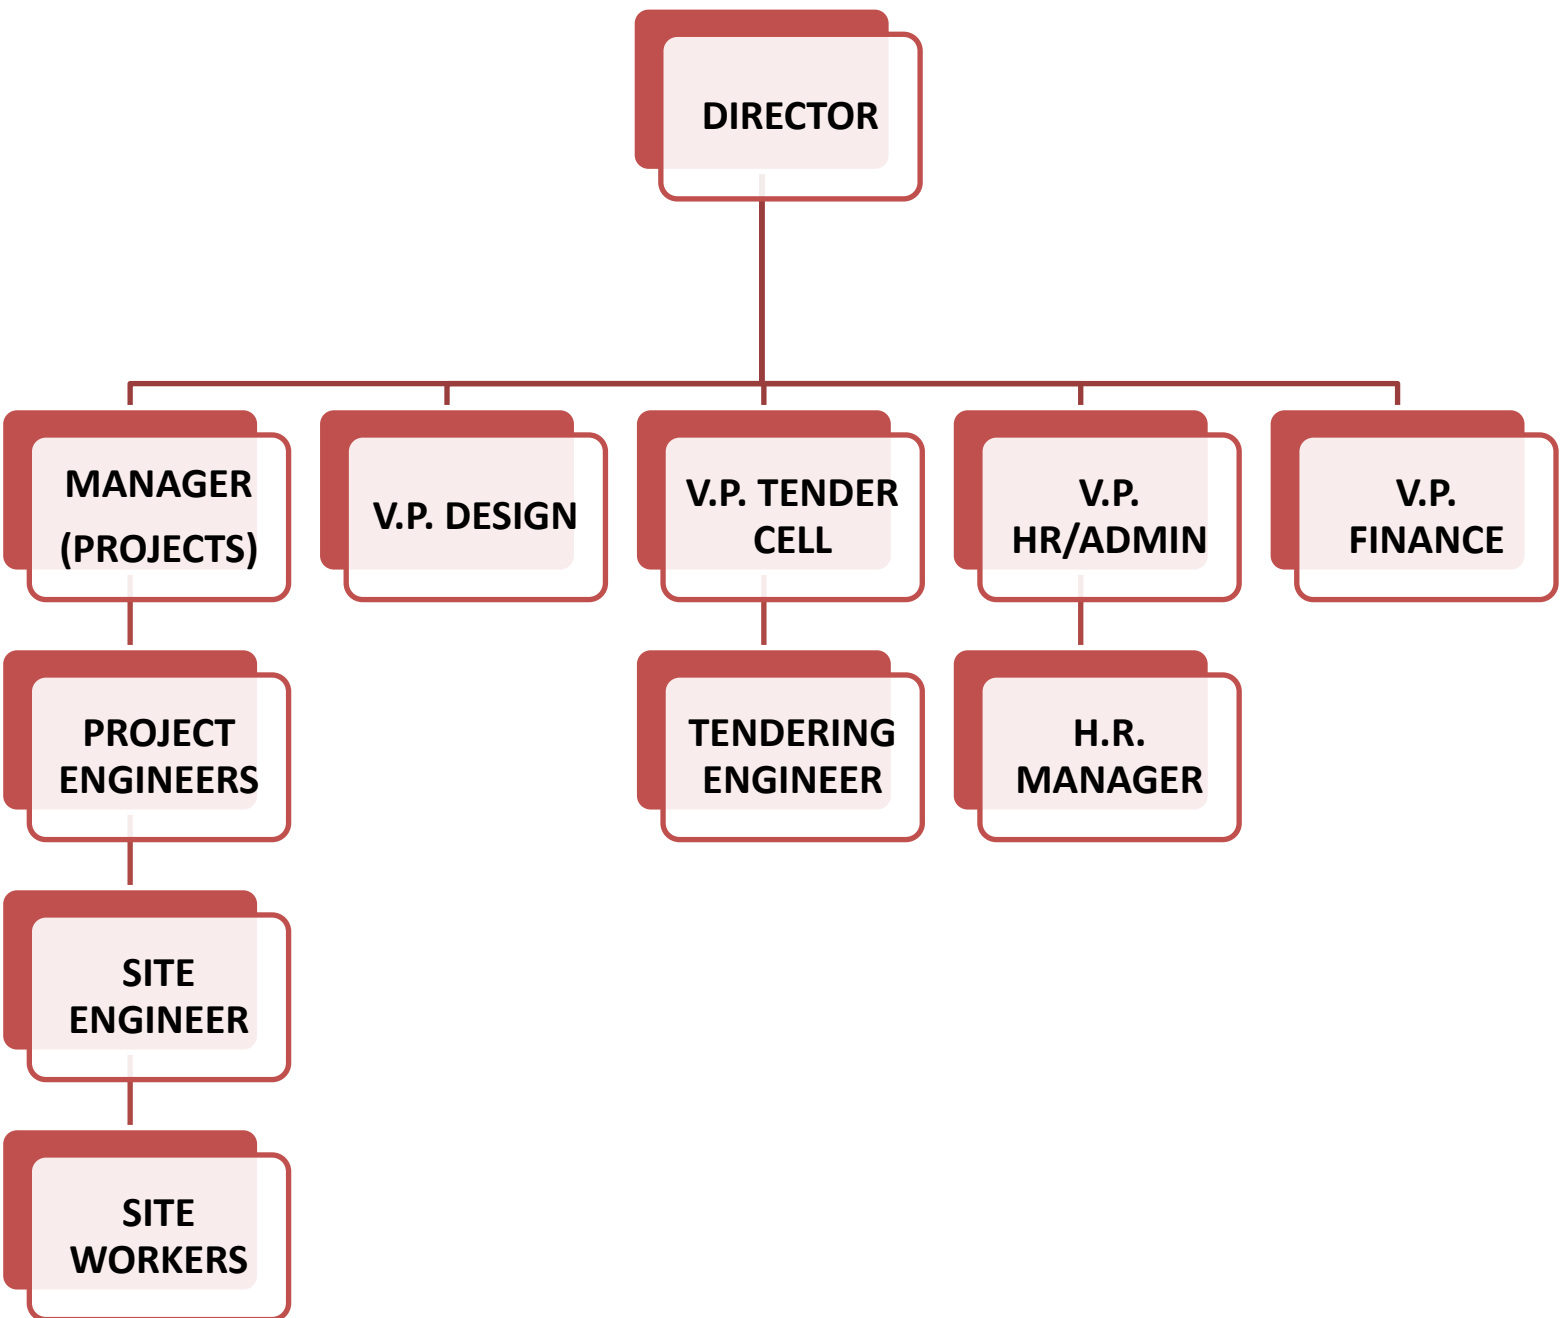 DIRECTOR
MANAGER
(PROJECTS)
V.P. DESIGN
V.P. TENDER
CELL
V.P.
HR/ADMIN
V.P.
FINANCE
PROJECT
ENGINEERS
TENDERING
ENGINEER
H.R.
MANAGER
SITE
ENGINEER
SITE
WORKERS